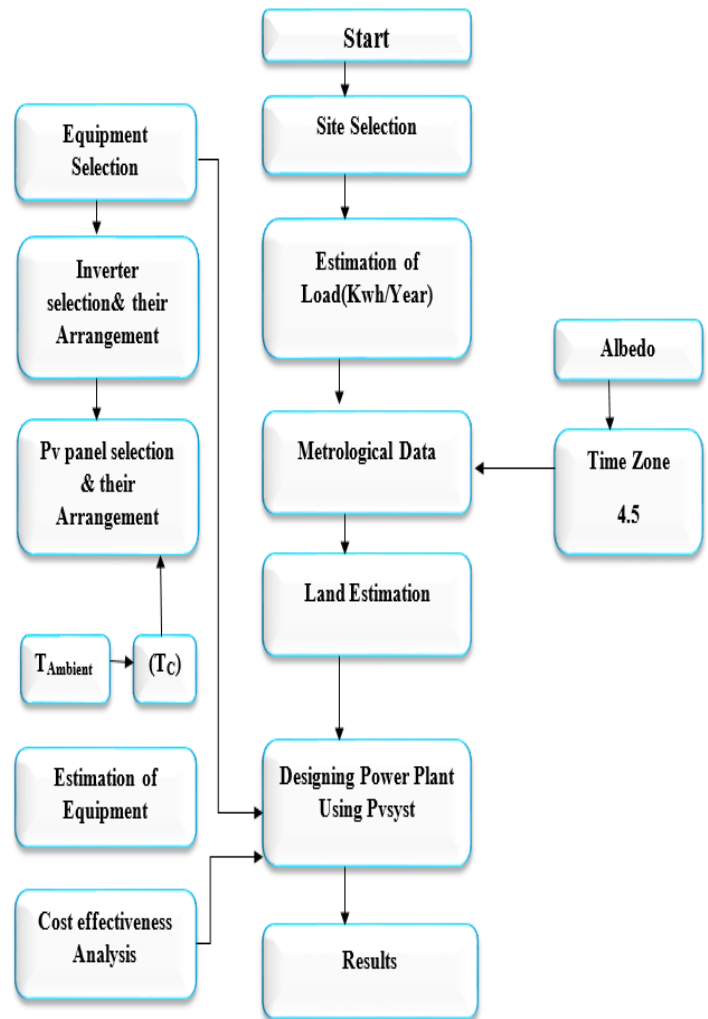 Start
Site Selection
Estimation of
Load(Kwh/Year)
Metrological Data
Land Estimation
Designing Power Plant
Using Pvsyst
Results
Equipment
Selection
Inverter
selection& their
Arrangement
Pv panel selection
& their
Arrangement
TAmbient
(TC)
Estimation of
Equipment
Cost effectiveness
Analysis
Albedo
Time Zone
4.5